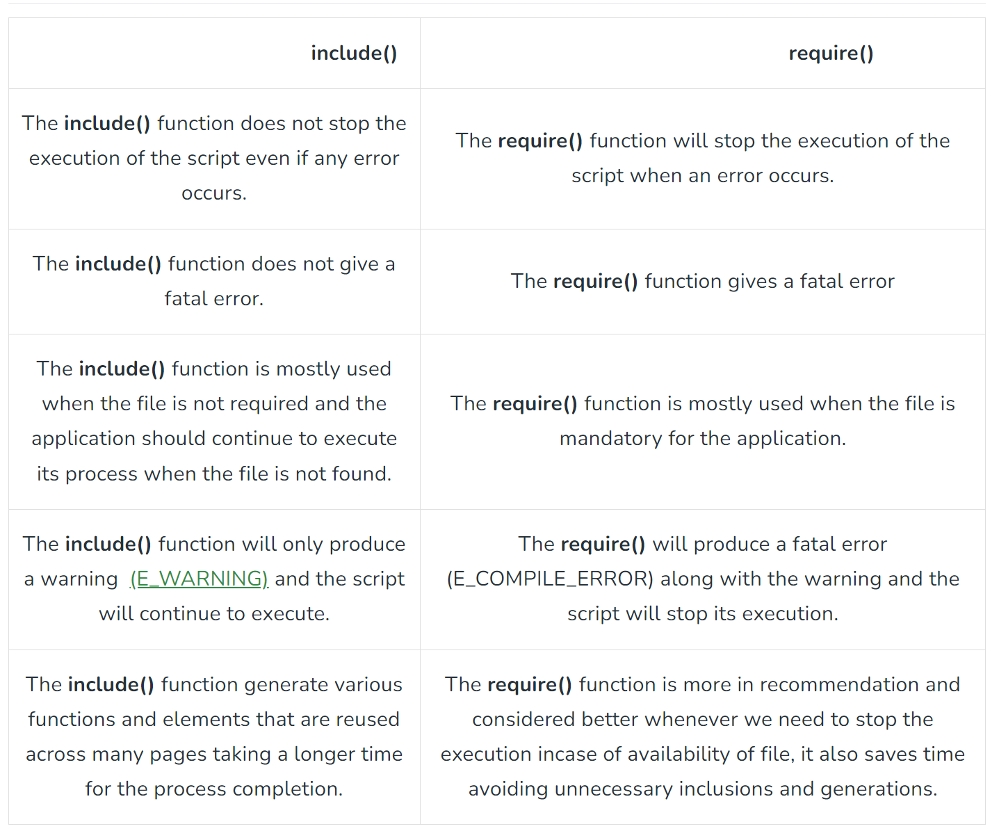 include()
require()
The include() function does not stop the
execution of the script even if any error
occurs.
The require() function will stop the execution of the
script when an error occurs.
The include() function does not give a
fatal error.
The require() function gives a fatal error
The include() function is mostly used
when the file is not required and the
application should continue to execute
its process when the file is not found.
The require() function is mostly used when the file is
mandatory for the application.
The include() function will only produce
a warning (E_WARNING) and the script
will continue to execute.
The require() will produce a fatal error
(E_COMPILE_ERROR) along with the warning and the
script will stop its execution.
The include() function generate various
functions and elements that are reused
across many pages taking a longer time
for the process completion.
The require() function is more in recommendation and
considered better whenever we need to stop the
execution incase of availability of file, it also saves time
avoiding unnecessary inclusions and generations.